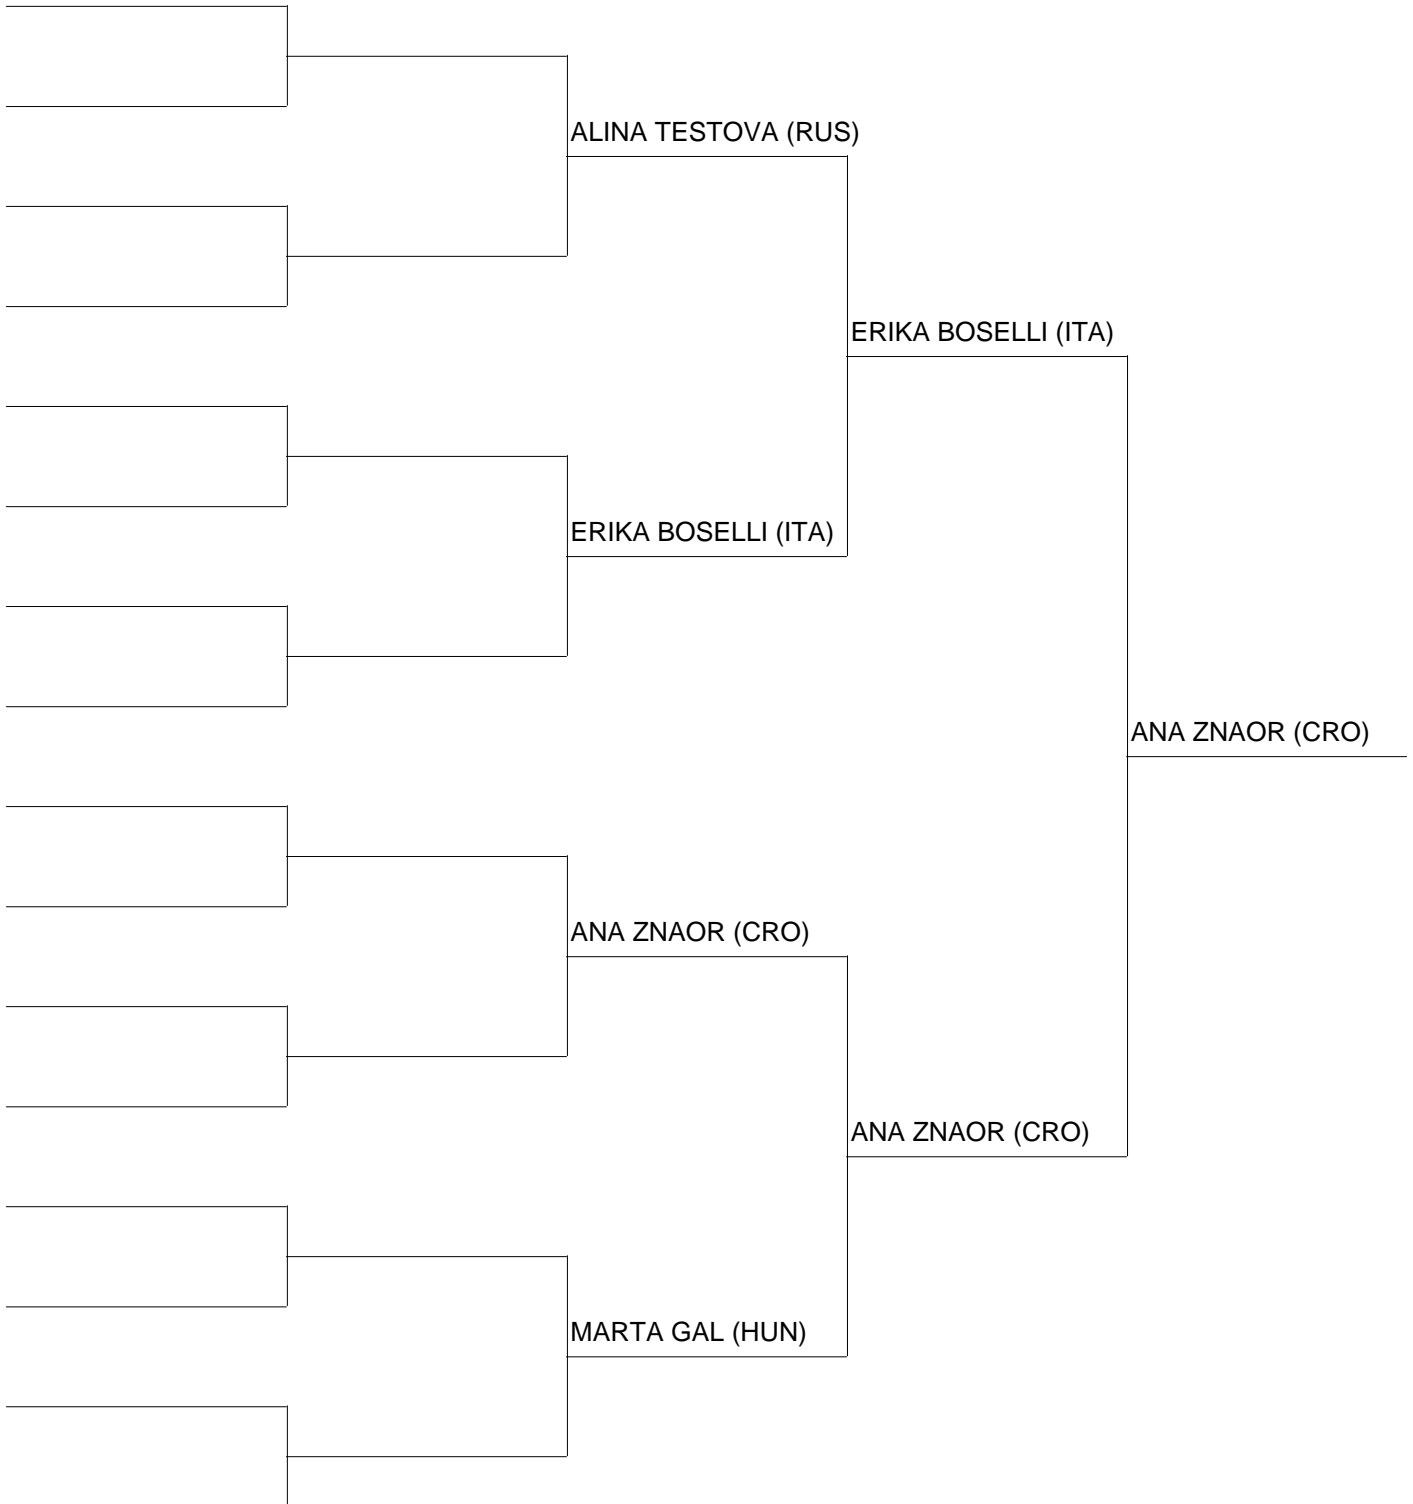 ALINA TESTOVA (RUS)
ERIKA BOSELLI (ITA)
ERIKA BOSELLI (ITA)
ANA ZNAOR (CRO)
ANA ZNAOR (CRO)
ANA ZNAOR (CRO)
MARTA GAL (HUN)